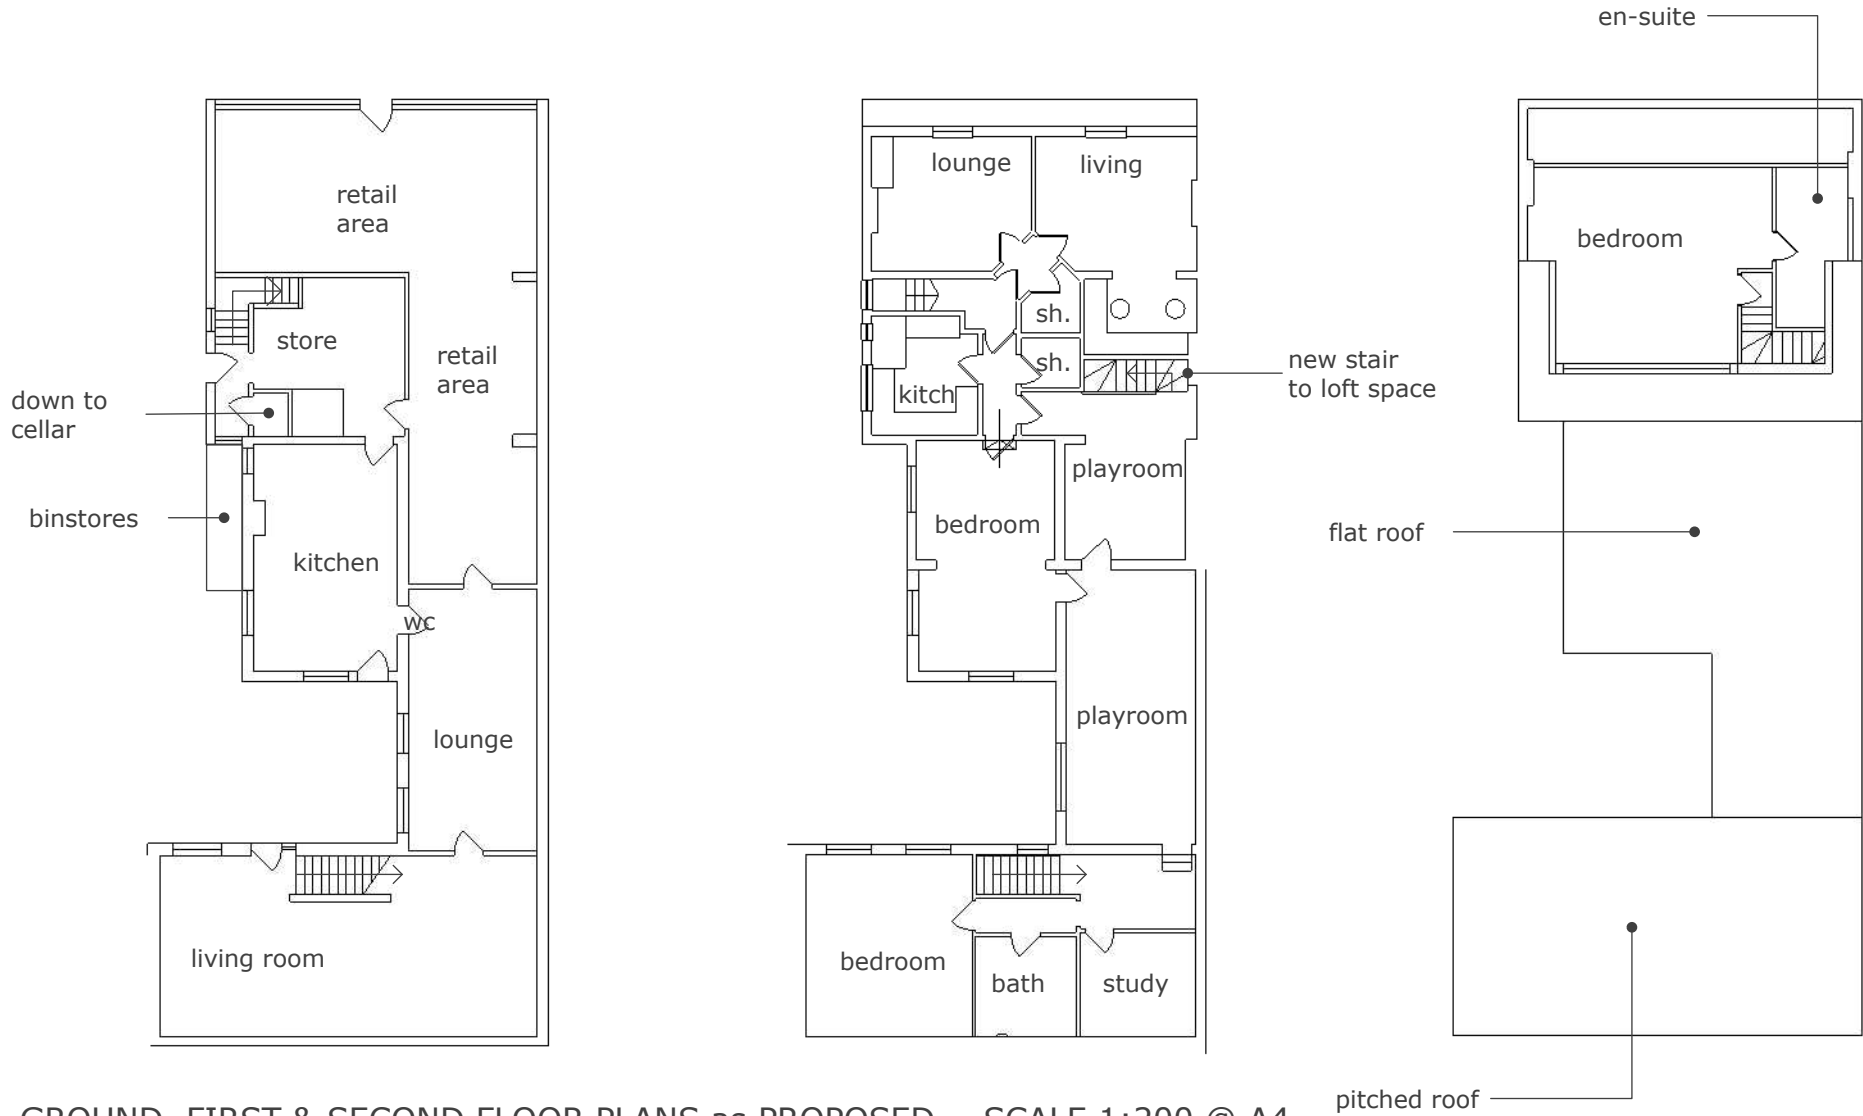 en-suite
retail
area
store
retail
area
down to
cellar
binstores
kitchen
wc
lounge
living room
lounge
living
sh.
sh.
kitch
new stair
to loft space
playroom
bedroom
playroom
bedroom
bath
study
bedroom
flat roof
pitched roof
GROUND, FIRST & SECOND FLOOR PLANS as PROPOSED SCALE 1:200 @ A4